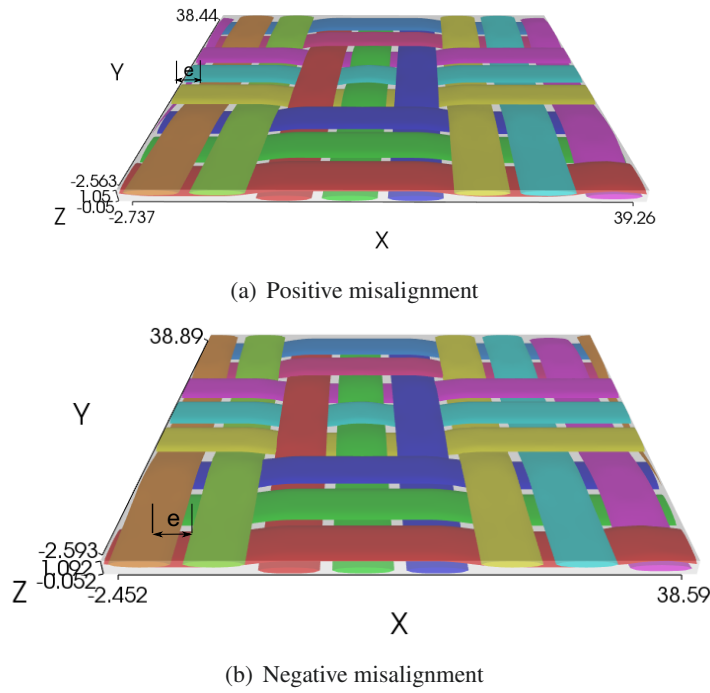 38.44
Y
e
-2.563
1.05
-0.05
Z
-2.737
39.26
X
(a) Positive misalignment
38.89
Y
e
-2.593
1.092
-0.052
Z
-2.452
38.59
X
(b) Negative misalignment